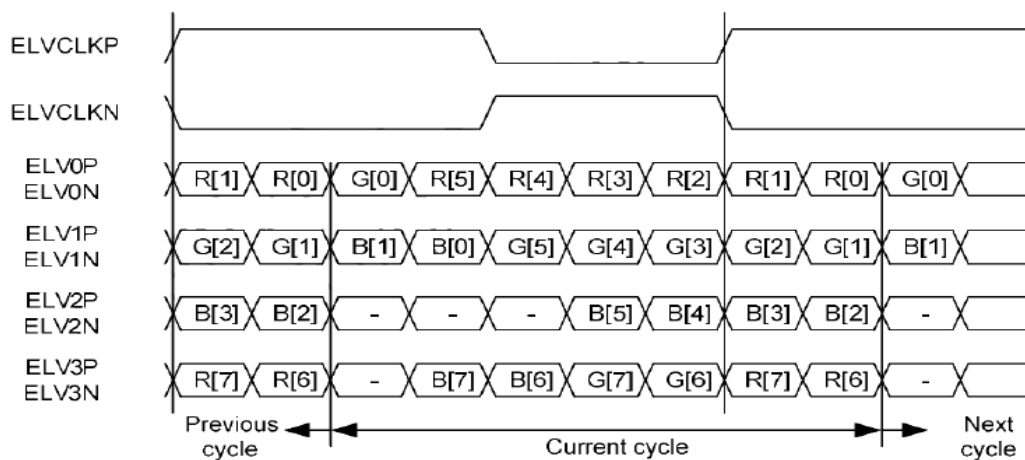 ELVCLKP
ELVCLKN
ELV0P
ELV0N
R[1] R[0] G[0] R[5] R[4] R[3] R[2] R[1] R[0] G[0]
ELV1P
ELV1N
G[2] G[1] B[1] B[0] G[5] G[4] G[3] G[2] G[1] B[1]
ELV2P
ELV2N
B[3] B[2] - - - B[5] B[4] B[3] B[2] -
ELV3P
ELV3N
R[7] R[6] - B[7] B[6] G[7] G[6] R[7] R[6] -
Previous
cycle
Current cycle
Next
cycle